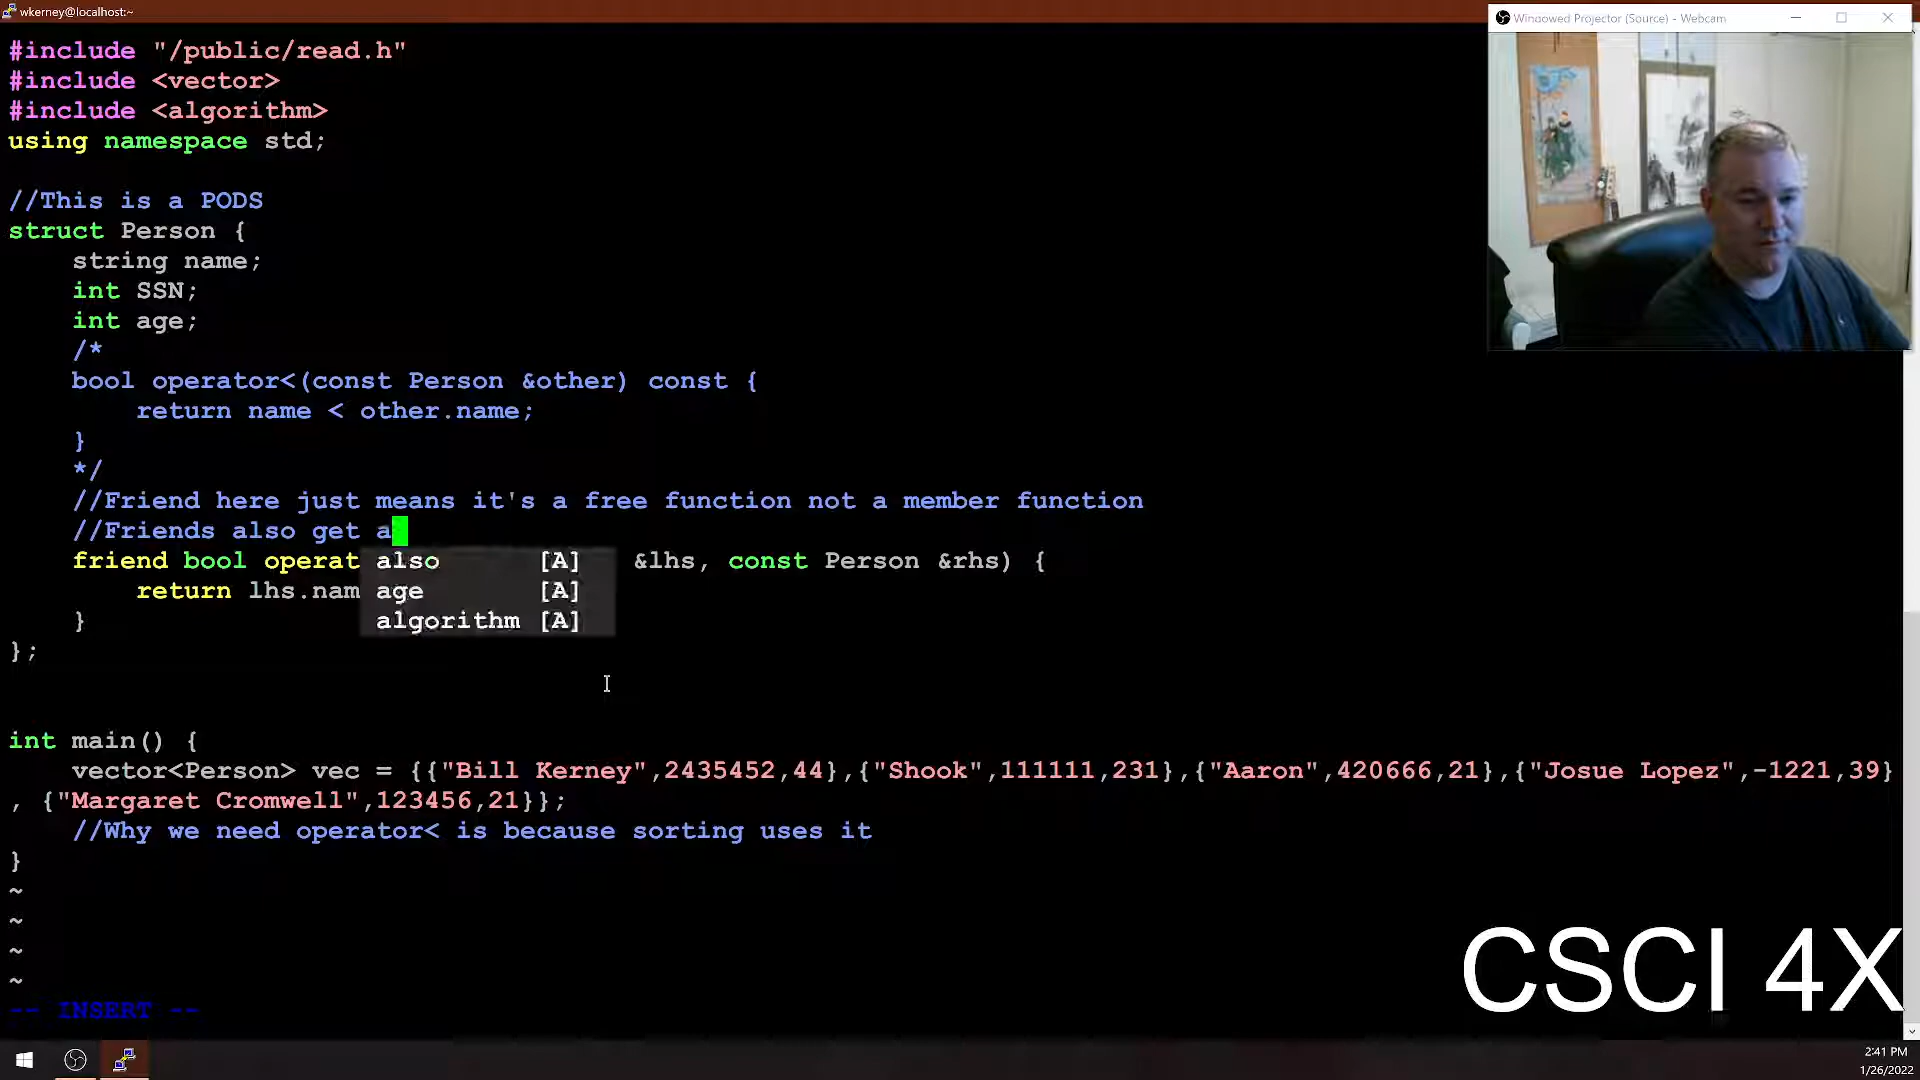 wkerney@localhost:~
Windowed Projector (Source) - Webcam
#include "/public/read.h"
#include <vector>
#include <algorithm>
using namespace std;
//This is a PODS
struct Person {
string name;
int SSN;
int age;
/*
bool operator<(const Person &other) const {
return name < other.name;
}
*/
//Friend here just means it's a free function not a member function
//Friends also get a
friend bool operat also [A] &lhs, const Person &rhs) {
return lhs.nam age [A]
} algorithm [A]
};
int main() {
vector<Person> vec = {{"Bill Kerney",2435452,44},{"Shook",111111,231},{"Aaron",420666,21},{"Josue Lopez",-1221,39}
, {"Margaret Cromwell",123456,21}};
//Why we need operator< is because sorting uses it
}
~
~
~
~
-- INSERT --
CSCI 4X
2:41 PM
1/26/2022